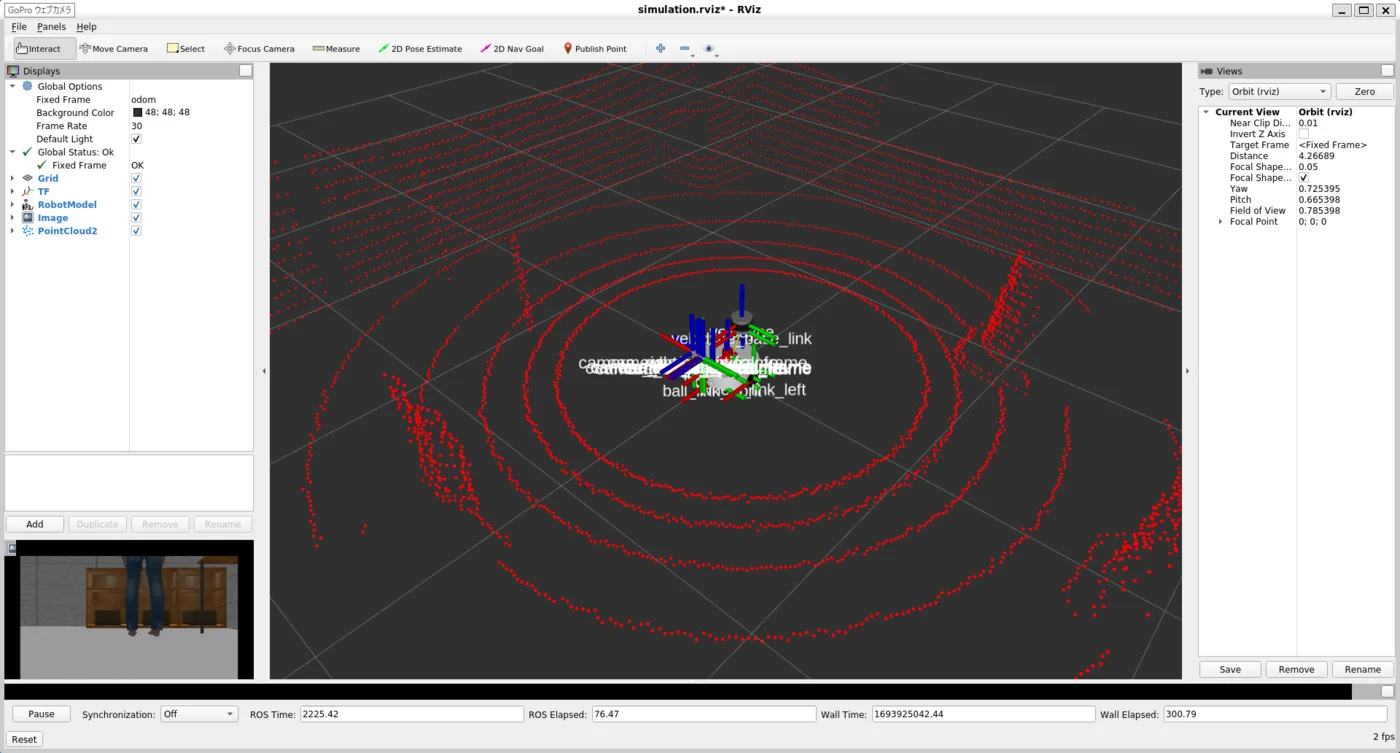 GoPro ウェブカメラ
simulation.rviz* - RViz
File Panels Help
Interact Move Camera Select Focus Camera Measure 2D Pose Estimate 2D Nav Goal Publish Point
Displays
Global Options
Fixed Frame odom
Background Color 48; 48; 48
Frame Rate 30
Default Light
Global Status: Ok
Fixed Frame OK
Grid
TF
RobotModel
Image
PointCloud2
Add Duplicate Remove Rename
link_left
Views
Type: Orbit (rviz) Zero
Current View Orbit (rviz)
Near Clip Di... 0.01
Invert Z Axis
Target Frame <Fixed Frame>
Distance 4.26689
Focal Shape... 0.05
Focal Shape...
Yaw 0.725395
Pitch 0.665398
Field of View 0.785398
Focal Point 0; 0; 0
Save Remove Rename
Pause Synchronization: Off ROS Time: 2225.42 ROS Elapsed: 76.47 Wall Time: 1693925042.44 Wall Elapsed: 300.79
Reset 2 fps